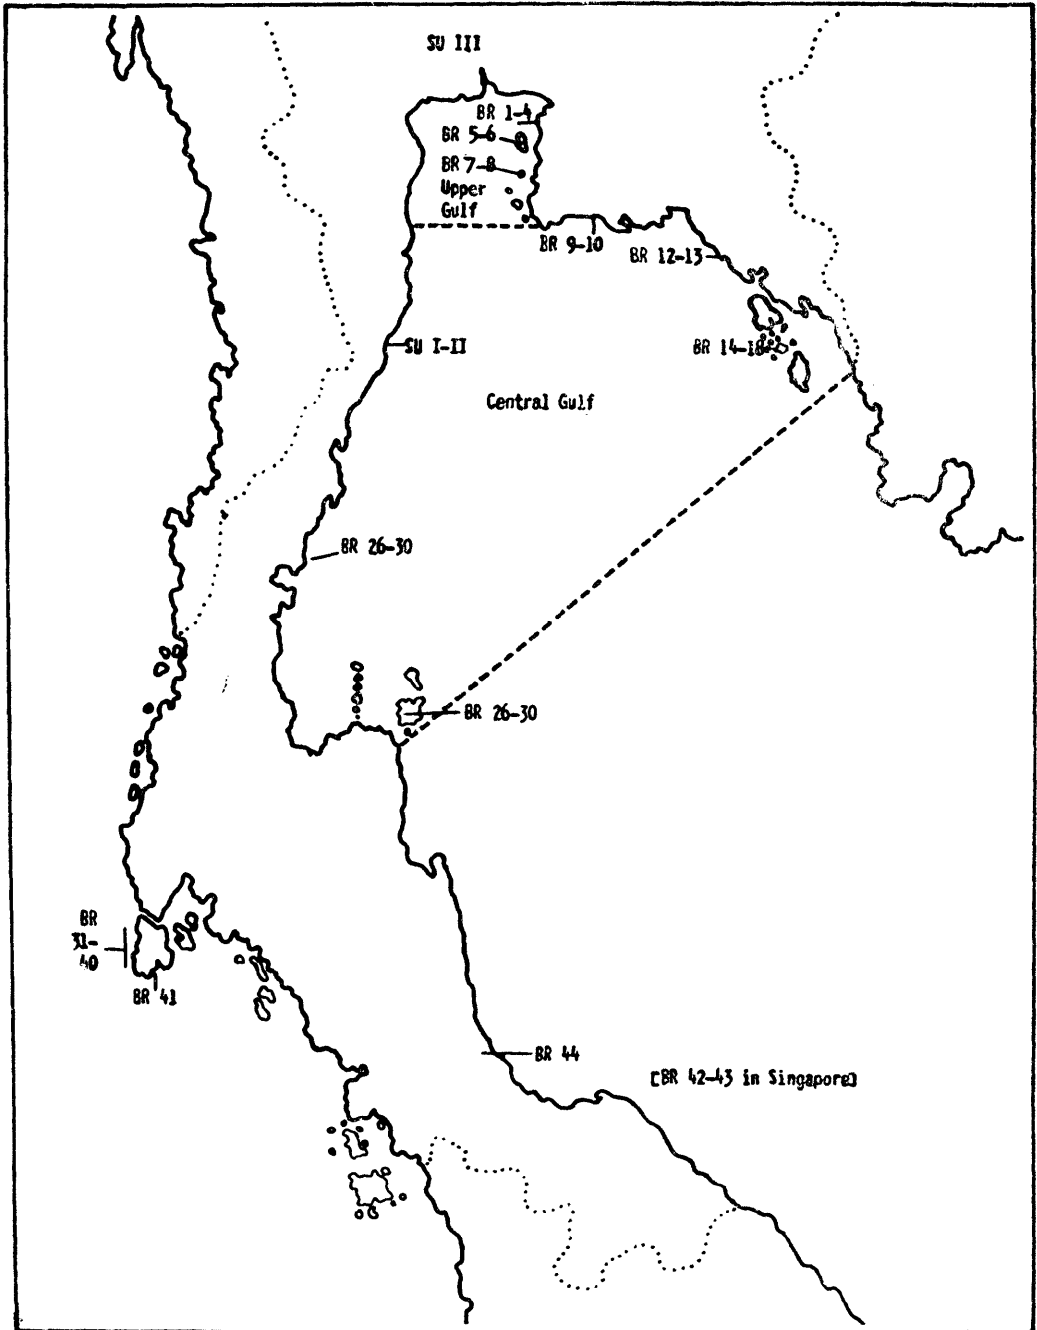 SU III
BR 1-4
BR 5-6
BR 7-8
Upper
Gulf
BR 9-10
BR 12-13
SU I-II
BR 14-18
Central Gulf
BR 26-30
BR 26-30
BR
31-
40
BR 41
BR 44
[BR 42-43 in Singapore]